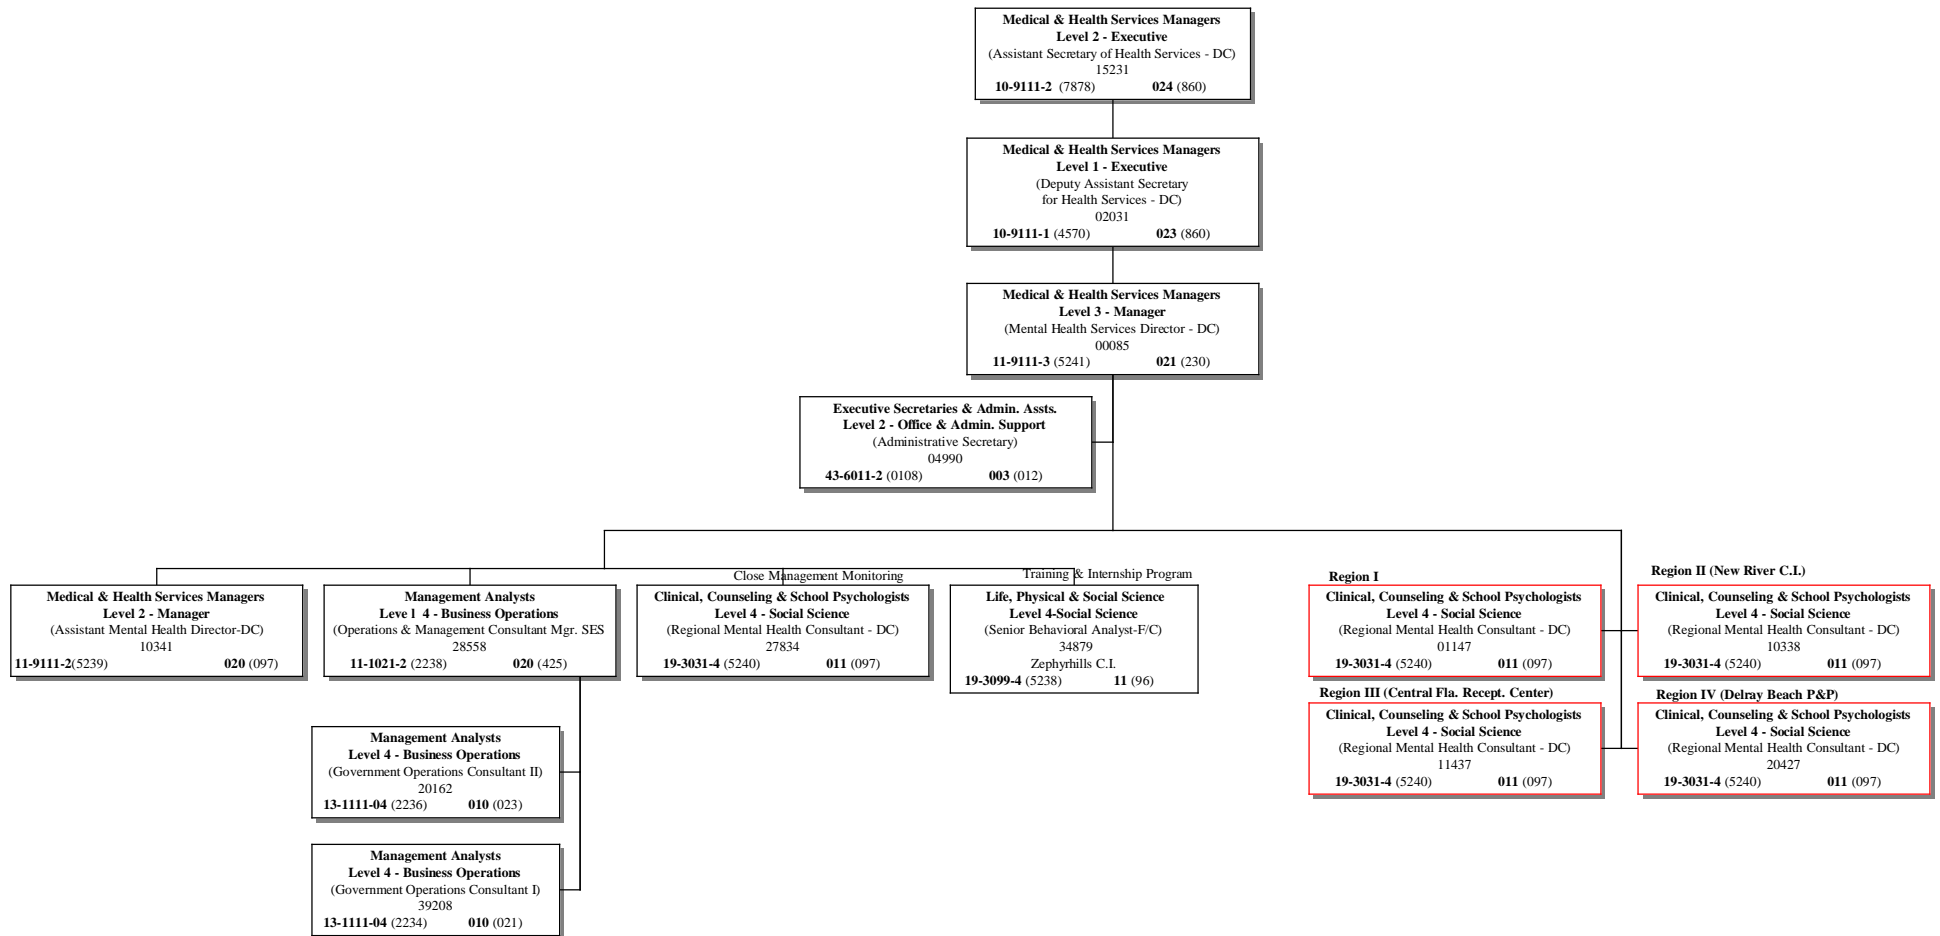 Medical & Health Services Managers
Level 2 - Executive
(Assistant Secretary of Health Services - DC)
15231
10-9111-2 (7878) 024 (860)
Medical & Health Services Managers
Level 1 - Executive
(Deputy Assistant Secretary
for Health Services - DC)
02031
10-9111-1 (4570) 023 (860)
Medical & Health Services Managers
Level 3 - Manager
(Mental Health Services Director - DC)
00085
11-9111-3 (5241) 021 (230)
Executive Secretaries & Admin. Assts.
Level 2 - Office & Admin. Support
(Administrative Secretary)
04990
43-6011-2 (0108) 003 (012)
Medical & Health Services Managers
Level 2 - Manager
(Assistant Mental Health Director-DC)
10341
11-9111-2(5239) 020 (097)
Management Analysts
Level 4 - Business Operations
(Operations & Management Consultant Mgr. SES
28558
11-1021-2 (2238) 020 (425)
Close Management Monitoring
Clinical, Counseling & School Psychologists
Level 4 - Social Science
(Regional Mental Health Consultant - DC)
27834
19-3031-4 (5240) 011 (097)
Training & Internship Program
Life, Physical & Social Science
Level 4-Social Science
(Senior Behavioral Analyst-F/C)
34879
Zephyrhills C.I.
19-3099-4 (5238) 11 (96)
Region I
Clinical, Counseling & School Psychologists
Level 4 - Social Science
(Regional Mental Health Consultant - DC)
01147
19-3031-4 (5240) 011 (097)
Region II (New River C.I.)
Clinical, Counseling & School Psychologists
Level 4 - Social Science
(Regional Mental Health Consultant - DC)
10338
19-3031-4 (5240) 011 (097)
Region III (Central Fla. Recept. Center)
Clinical, Counseling & School Psychologists
Level 4 - Social Science
(Regional Mental Health Consultant - DC)
11437
19-3031-4 (5240) 011 (097)
Region IV (Delray Beach P&P)
Clinical, Counseling & School Psychologists
Level 4 - Social Science
(Regional Mental Health Consultant - DC)
20427
19-3031-4 (5240) 011 (097)
Management Analysts
Level 4 - Business Operations
(Government Operations Consultant II)
20162
13-1111-04 (2236) 010 (023)
Management Analysts
Level 4 - Business Operations
(Government Operations Consultant I)
39208
13-1111-04 (2234) 010 (021)